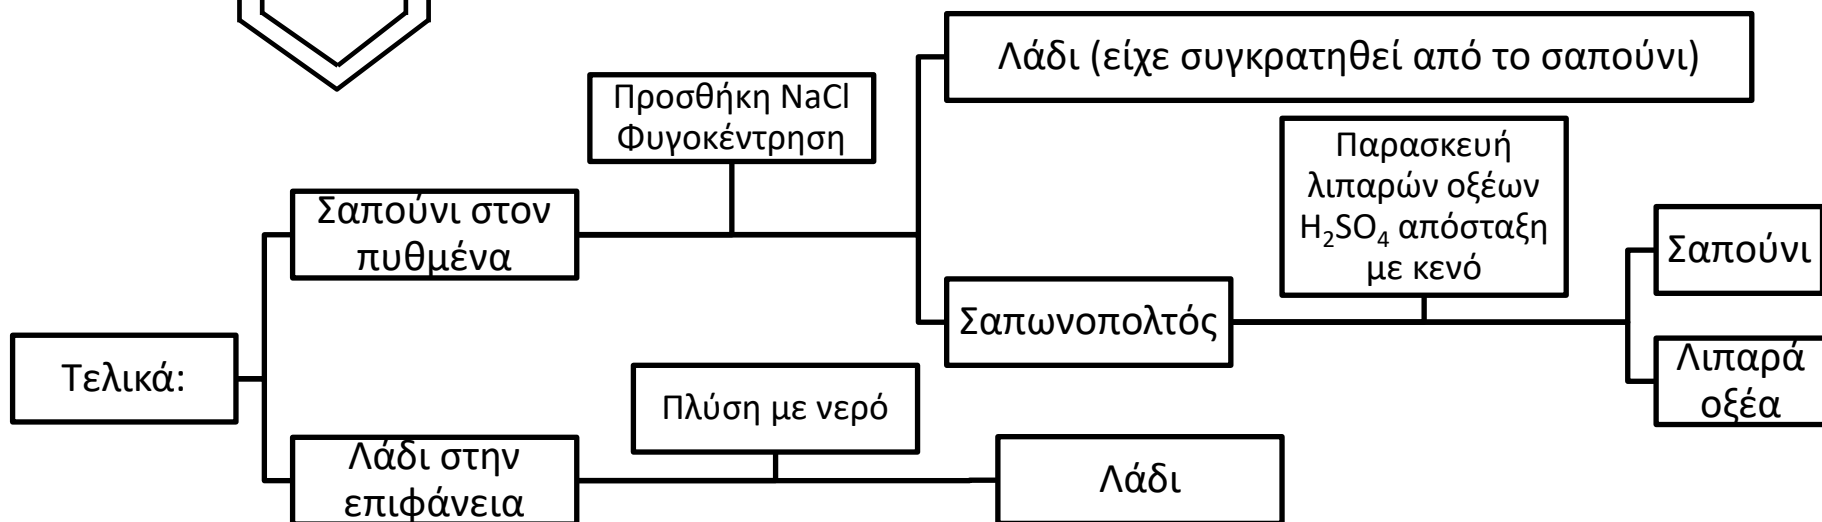 Λάδι (είχε συγκρατηθεί από το σαπούνι)
Προσθήκη NaCl
Φυγοκέντρηση
Παρασκευή
λιπαρών οξέων
H₂SO₄ απόσταξη
με κενό
Σαπούνι στον
πυθμένα
Σαπούνι
Σαπωνοπολτός
Τελικά:
Λιπαρά
οξέα
Πλύση με νερό
Λάδι στην
επιφάνεια
Λάδι